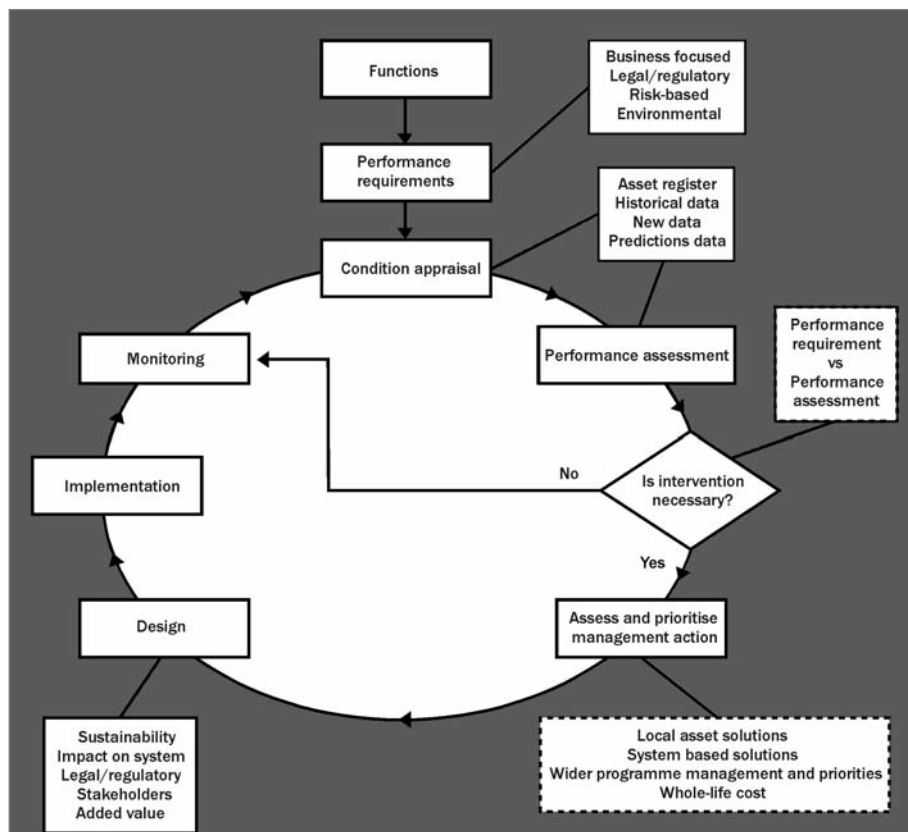 Functions
Business focused
Legal/regulatory
Risk-based
Environmental
Performance
requirements
Asset register
Historical data
New data
Predictions data
Condition appraisal
Monitoring
Performance assessment
Performance
requirement
vs
Performance
assessment
Implementation
No
Is intervention
necessary?
Yes
Design
Assess and prioritise
management action
Sustainability
Impact on system
Legal/regulatory
Stakeholders
Added value
Local asset solutions
System based solutions
Wider programme management and priorities
Whole-life cost